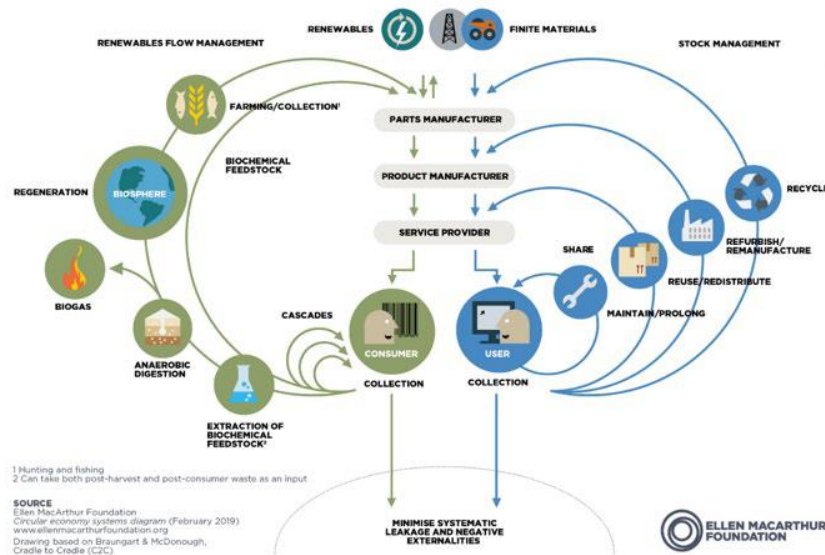 RENEWABLES
FINITE MATERIALS
RENEWABLES FLOW MANAGEMENT
STOCK MANAGEMENT
FARMING/COLLECTION¹
PARTS MANUFACTURER
BIOCHEMICAL
FEEDSTOCK
PRODUCT MANUFACTURER
REGENERATION
BIOSPHERE
RECYCLE
SERVICE PROVIDER
SHARE
REFURBISH/
REMANUFACTURE
REUSE/REDISTRIBUTE
BIOGAS
CASCADES
MAINTAIN/PROLONG
CONSUMER
USER
ANAEROBIC
DIGESTION
COLLECTION
COLLECTION
EXTRACTION OF
BIOCHEMICAL
FEEDSTOCK²
1 Hunting and fishing
2 Can take both post-harvest and post-consumer waste as an input
SOURCE
Ellen MacArthur Foundation
Circular economy systems diagram (February 2019)
www.ellenmacarthurfoundation.org
Drawing based on Braungart & McDonough,
Cradle to Cradle (C2C)
MINIMISE SYSTEMATIC
LEAKAGE AND NEGATIVE
EXTERNALITIES
ELLEN MACARTHUR
FOUNDATION